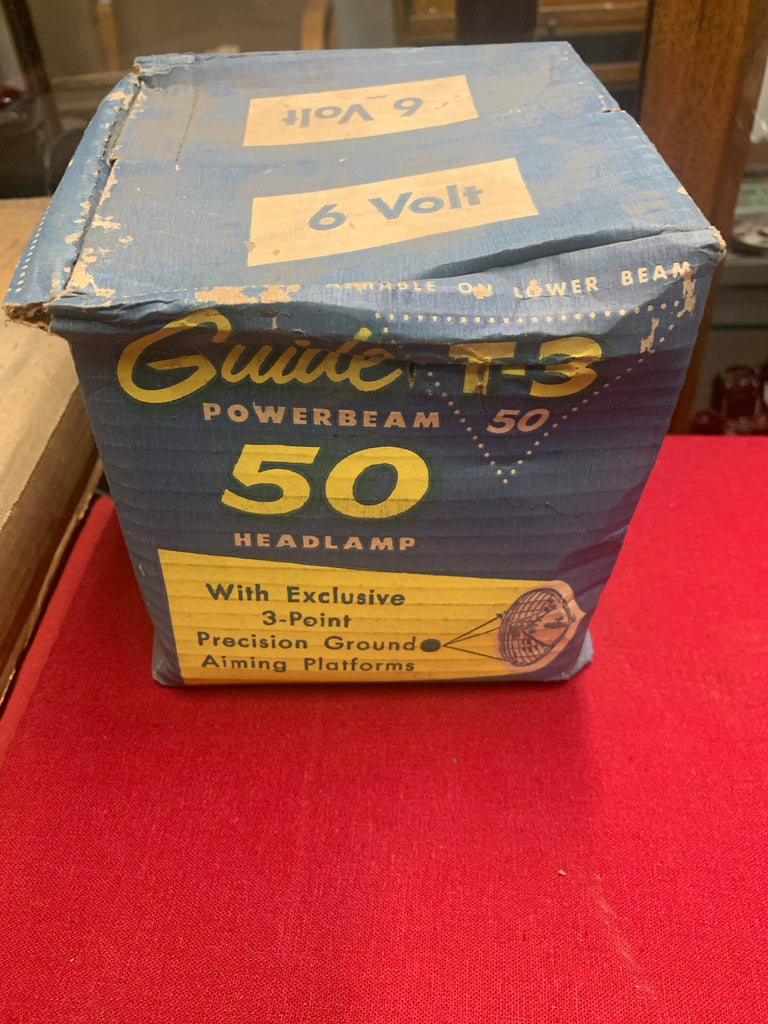 6 Volt
6 Volt
ON LOWER BEAM
Guide T-3
POWERBEAM 50
50
HEADLAMP
With Exclusive
3-Point
Precision Ground
Aiming Platforms